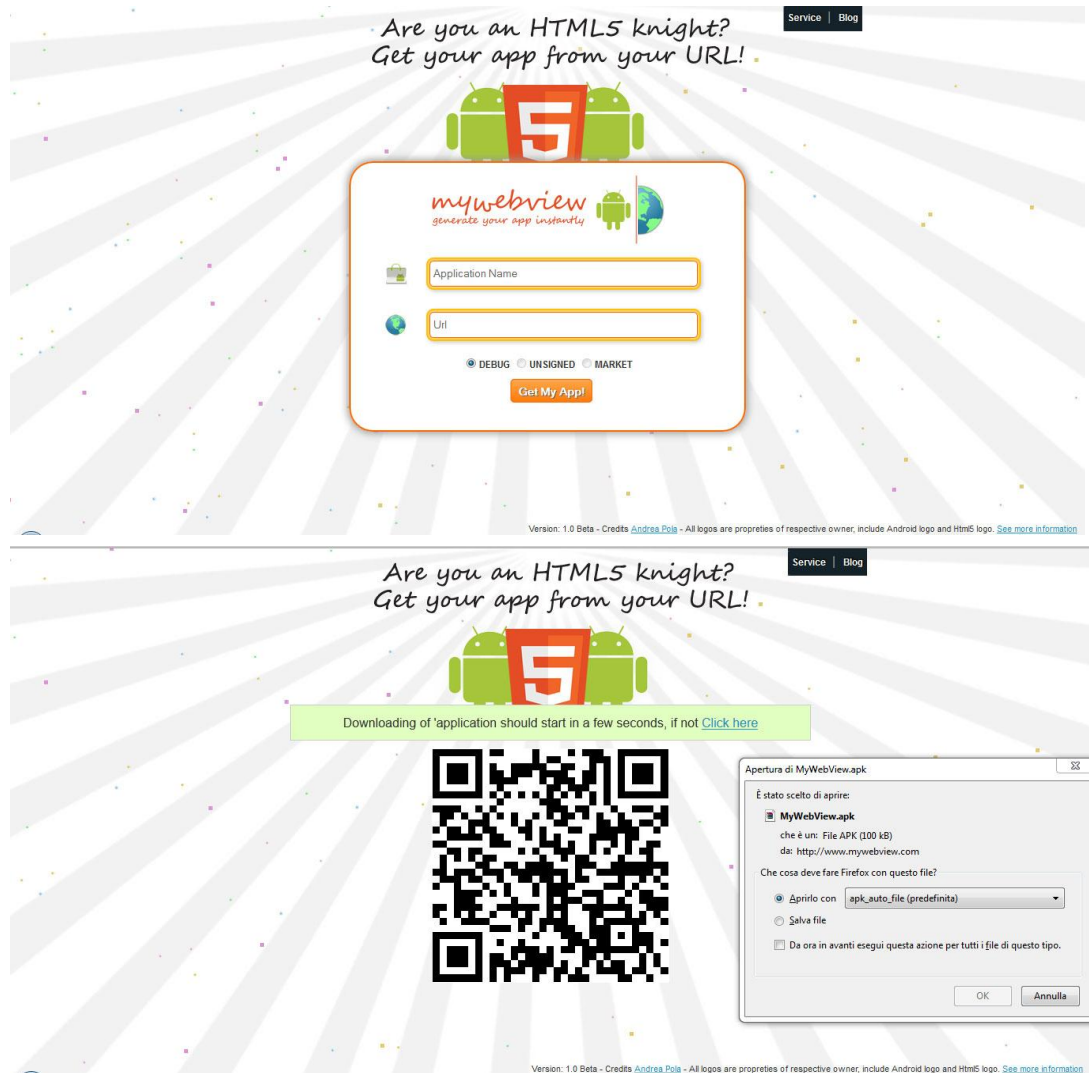 Service | Blog
Are you an HTML5 knight?
Get your app from your URL!
mywebview
generate your app instantly
Application Name
Url
DEBUG UNSIGNED MARKET
Get My App!
Version: 1.0 Beta - Credits Andrea Pola - All logos are propreties of respective owner, include Android logo and Html5 logo. See more information
Service | Blog
Are you an HTML5 knight?
Get your app from your URL!
Downloading of 'application should start in a few seconds, if not Click here
Apertura di MyWebView.apk
È stato scelto di aprire:
MyWebView.apk
che è un: File APK (100 kB)
da: http://www.mywebview.com
Che cosa deve fare Firefox con questo file?
Aprirlo con apk_auto_file (predefinita)
Salva file
Da ora in avanti esegui questa azione per tutti i file di questo tipo.
OK Annulla
Version: 1.0 Beta - Credits Andrea Pola - All logos are propreties of respective owner, include Android logo and Html5 logo. See more information